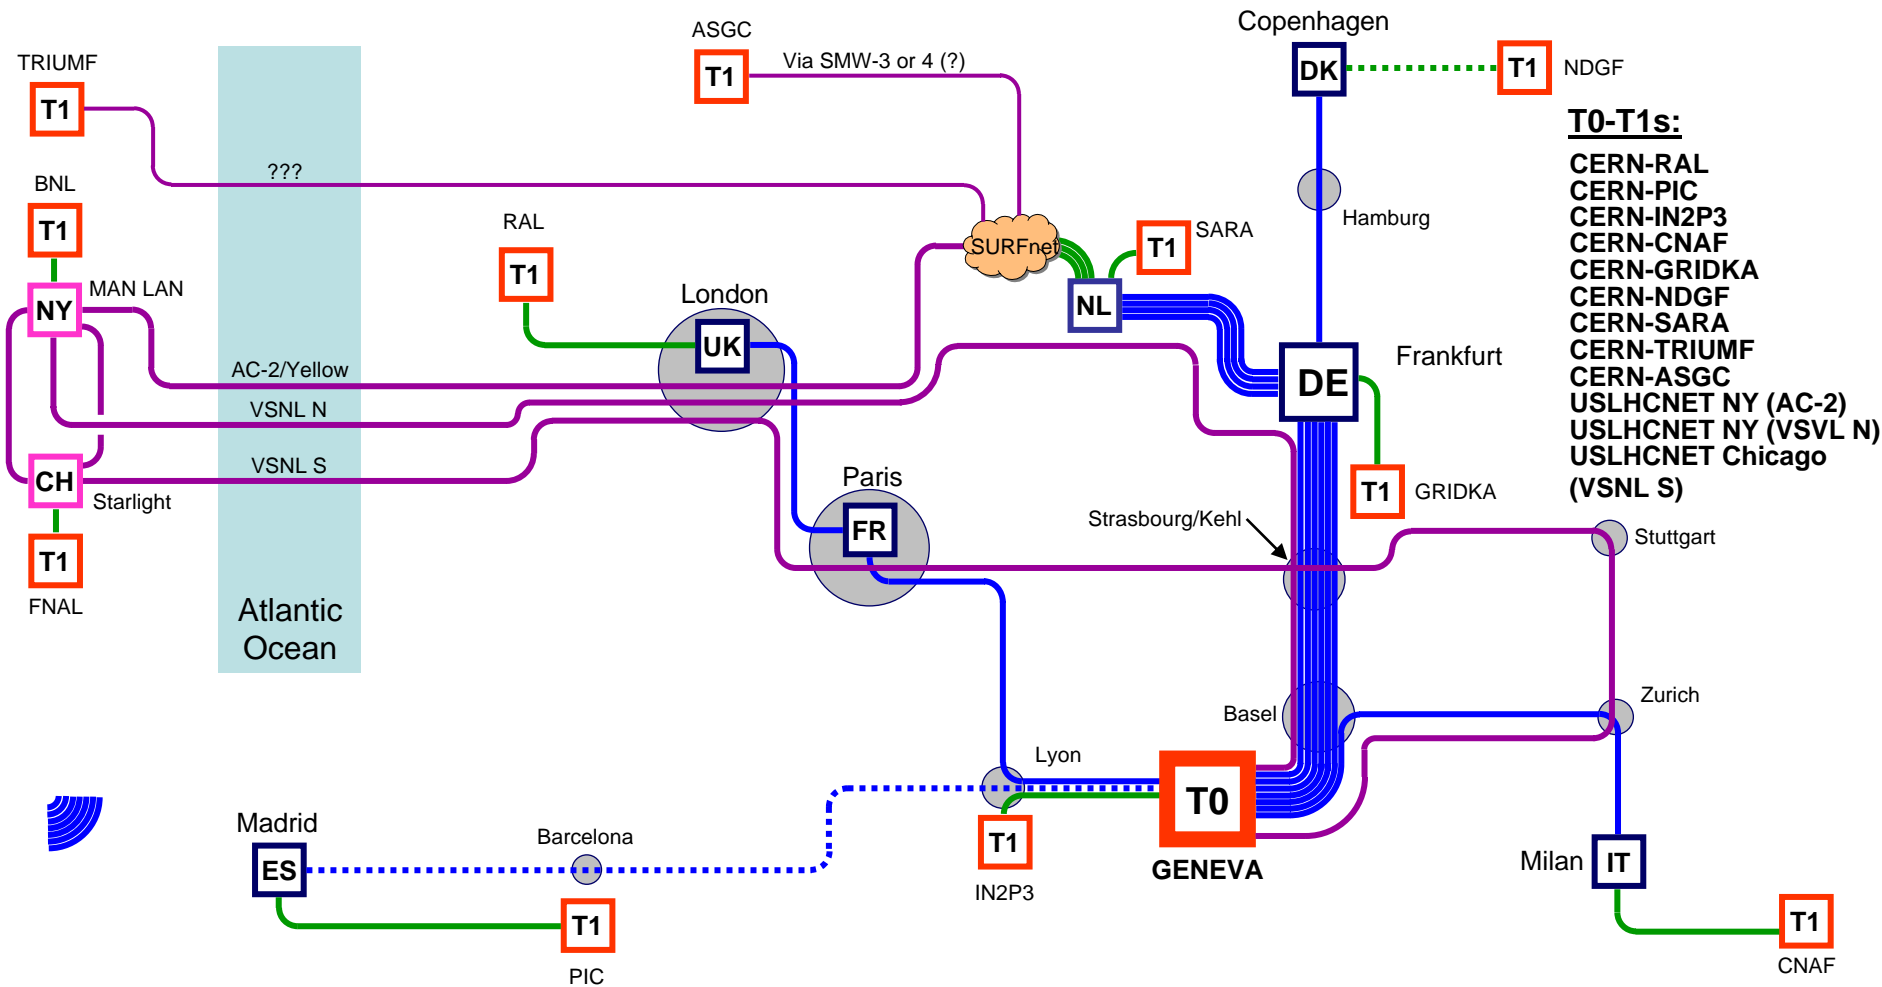 Copenhagen
ASGC
TRIUMF
T1
Via SMW-3 or 4 (?)
T1
DK
T1
NDGF
T0-T1s:
CERN-RAL
CERN-PIC
CERN-IN2P3
CERN-CNAF
CERN-GRIDKA
CERN-NDGF
CERN-SARA
CERN-TRIUMF
CERN-ASGC
USLHCNET NY (AC-2)
USLHCNET NY (VSVL N)
USLHCNET Chicago
(VSNL S)
???
BNL
T1
RAL
T1
SURFnet
T1
SARA
Hamburg
NY
MAN LAN
London
UK
NL
AC-2/Yellow
VSNL N
VSNL S
DE
Frankfurt
CH
Starlight
T1
FNAL
Paris
FR
T1
GRIDKA
Strasbourg/Kehl
Stuttgart
Atlantic
Ocean
Basel
Zurich
Lyon
T0
GENEVA
Madrid
ES
Barcelona
T1
PIC
T1
IN2P3
Milan
IT
T1
CNAF